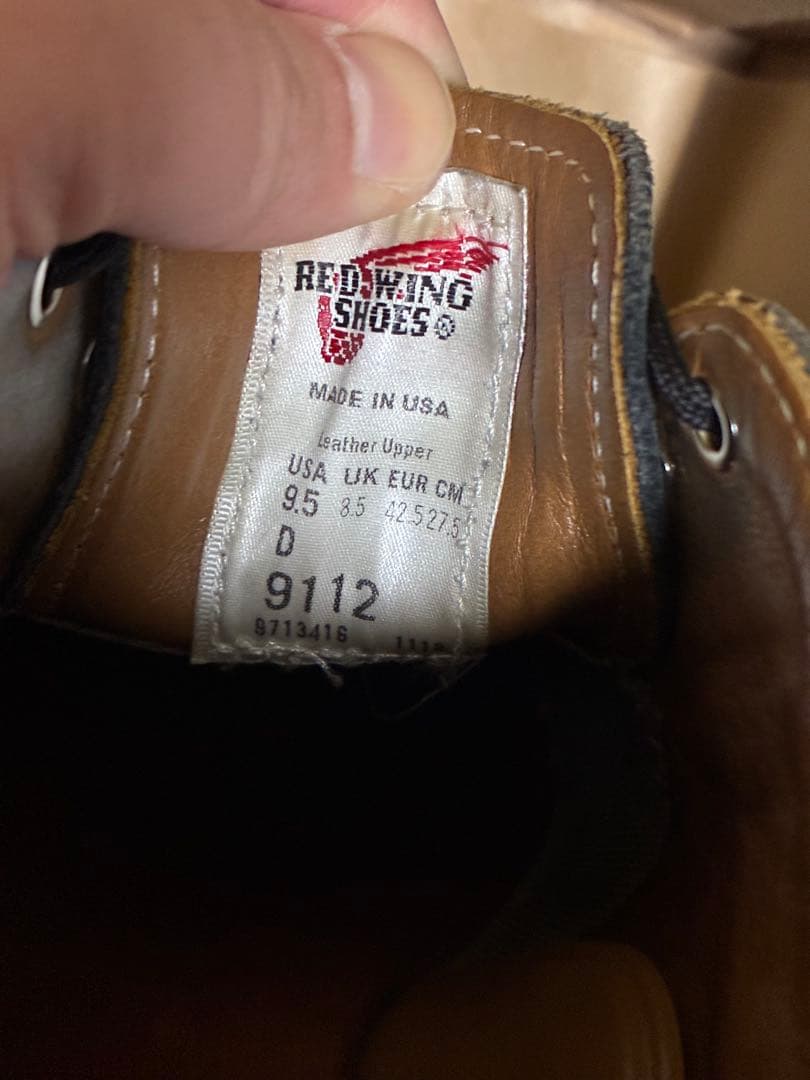 RED WING
SHOES®
MADE IN USA
Leather Upper
USA UK EUR CM
9.5 8.5 42.5 27.5
D
9112